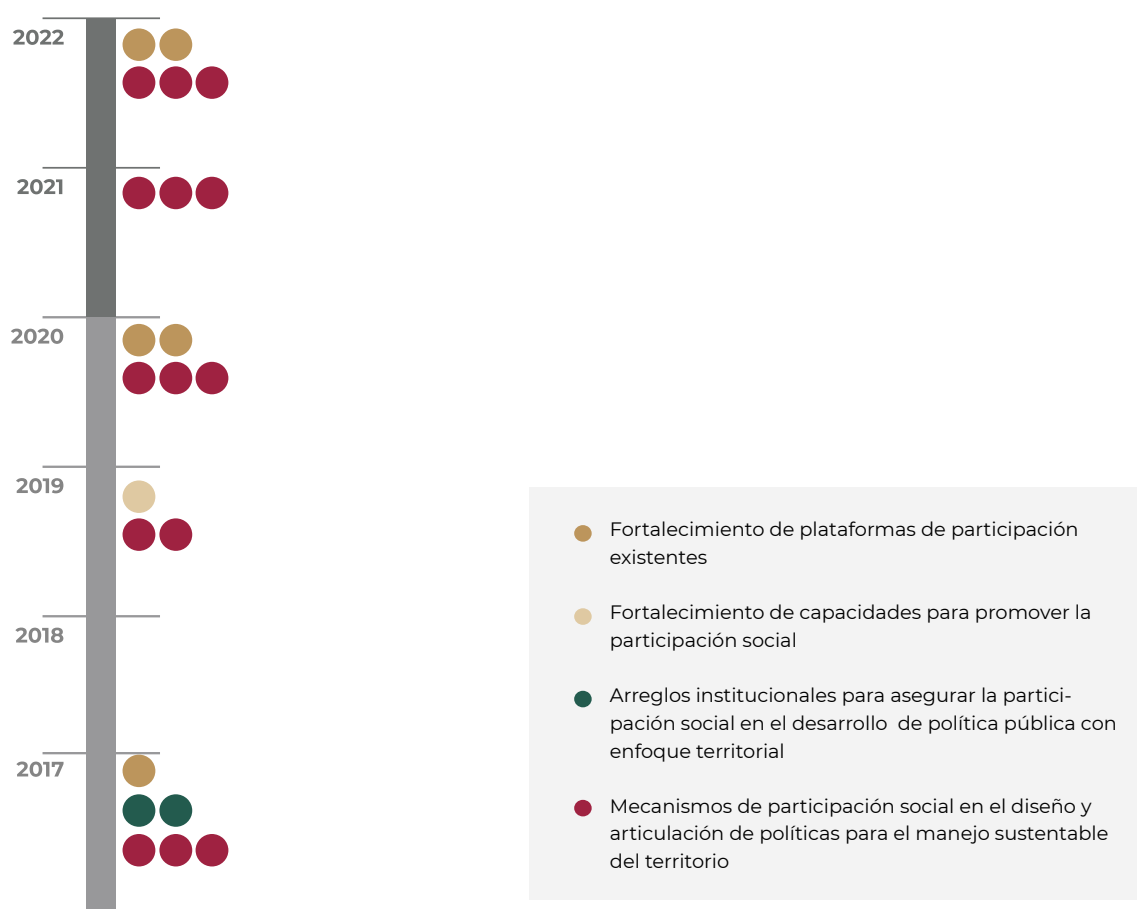 2022
2021
2020
2019
2018
2017
Fortalecimiento de plataformas de participación
existentes
Fortalecimiento de capacidades para promover la
participación social
Arreglos institucionales para asegurar la partici-
pación social en el desarrollo  de política pública con
enfoque territorial
Mecanismos de participación social en el diseño y
articulación de políticas para el manejo sustentable
del territorio